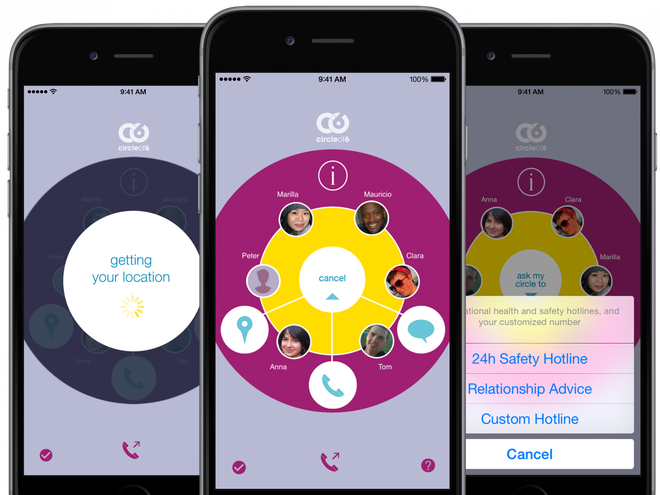 9:41 AM
circleof6
getting
your location
9:41 AM
100%
circleof6
i
Marilla
Mauricio
Peter
Clara
cancel
Anna
Tom
?
9:41 AM
100%
circleof6
i
Anna
Clara
Marilla
ask my
circle to
health and safety hotlines, and
your customized number
24h Safety Hotline
Relationship Advice
Custom Hotline
Cancel